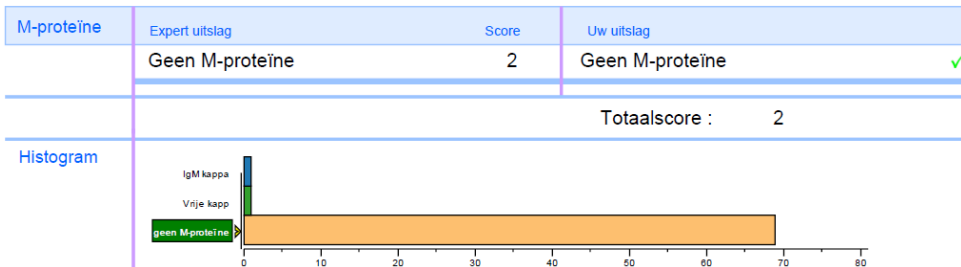 M-proteïne Expert uitslag Score Uw uitslag
Geen M-proteïne 2 Geen M-proteïne
Totaalscore : 2
Histogram
IgM kappa
Vrije kapp
geen M-proteïne
0 10 20 30 40 50 60 70 80